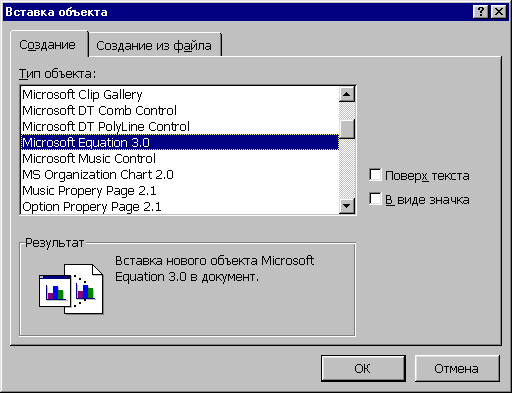 Вставка объекта
Создание
Создание из файла
Тип объекта:
Microsoft Clip Gallery
Microsoft DT Comb Control
Microsoft DT PolyLine Control
Microsoft Equation 3.0
Microsoft Music Control
MS Organization Chart 2.0
Music Propery Page 2.1
Option Propery Page 2.1
Поверх текста
В виде значка
Результат
Вставка нового объекта Microsoft
Equation 3.0 в документ.
ОК
Отмена